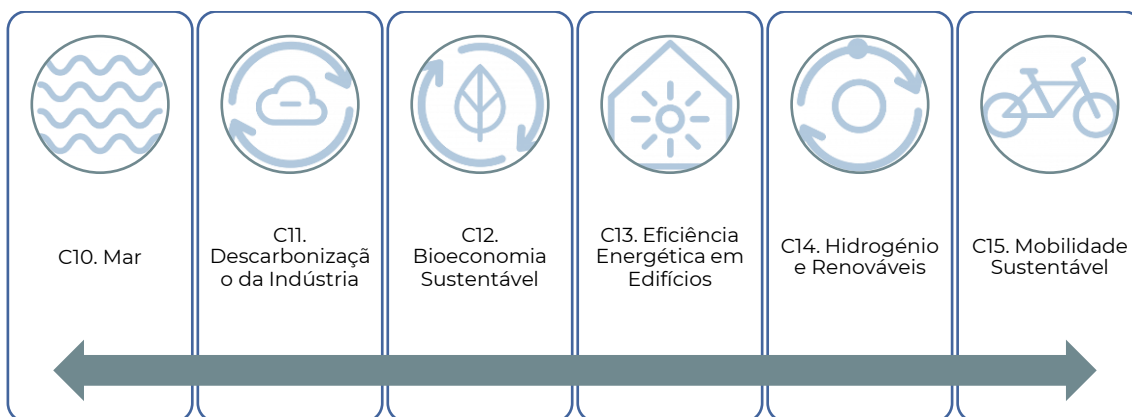 C10. Mar
C11.
Descarbonizaçã
o da Indústria
C12.
Bioeconomia
Sustentável
C13. Eficiência
Energética em
Edifícios
C14. Hidrogénio
e Renováveis
C15. Mobilidade
Sustentável